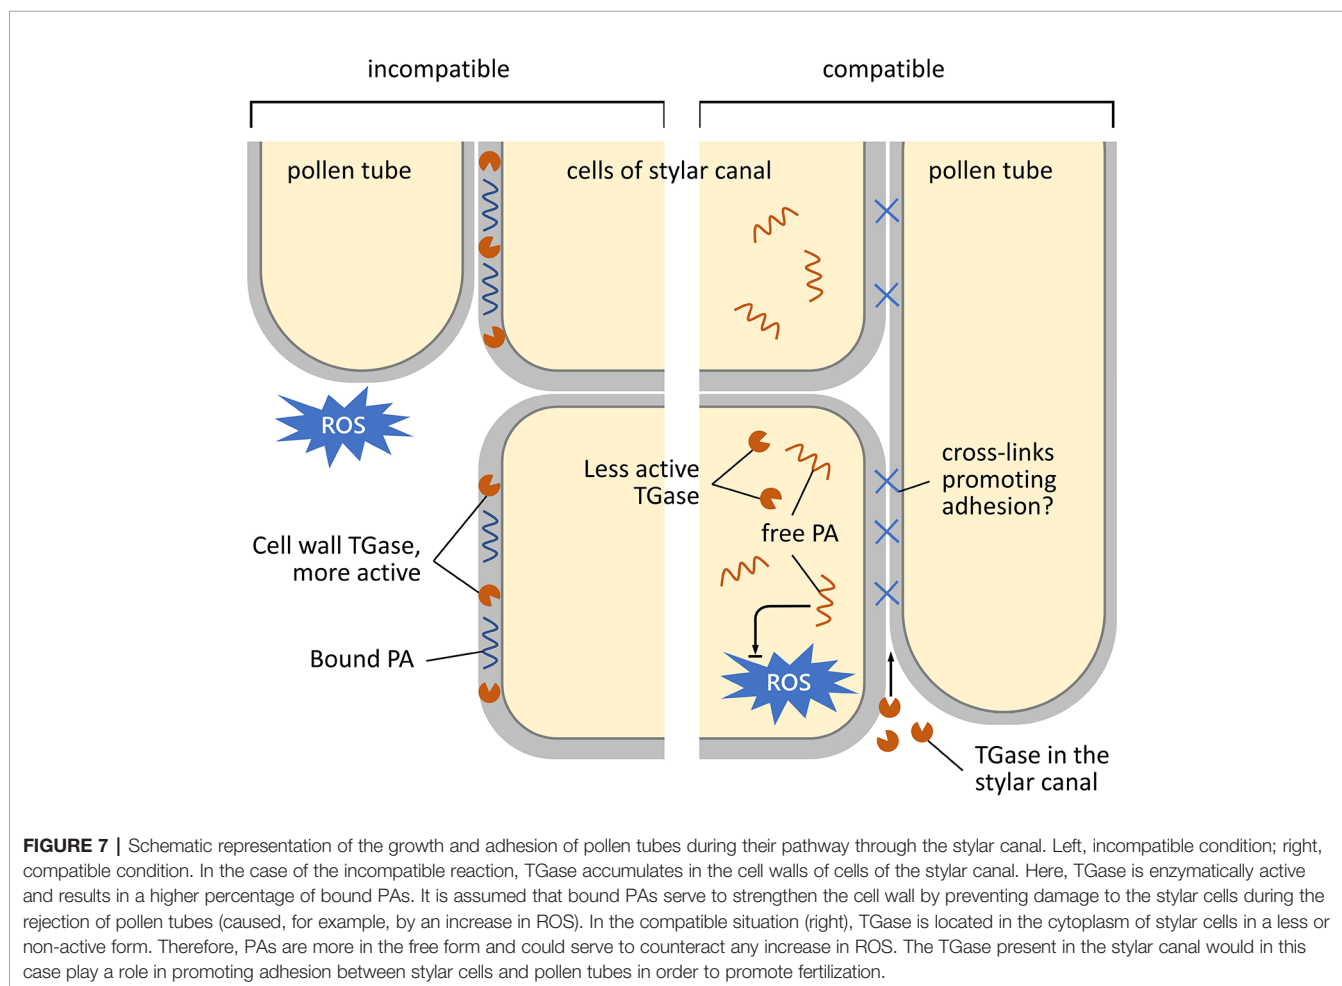 incompatible
compatible
pollen tube
cells of stylar canal
pollen tube
ROS
Less active
TGase
free PA
cross-links
promoting
adhesion?
Cell wall TGase,
more active
Bound PA
ROS
TGase in the
stylar canal
FIGURE 7 | Schematic representation of the growth and adhesion of pollen tubes during their pathway through the stylar canal. Left, incompatible condition; right,
compatible condition. In the case of the incompatible reaction, TGase accumulates in the cell walls of cells of the stylar canal. Here, TGase is enzymatically active
and results in a higher percentage of bound PAs. It is assumed that bound PAs serve to strengthen the cell wall by preventing damage to the stylar cells during the
rejection of pollen tubes (caused, for example, by an increase in ROS). In the compatible situation (right), TGase is located in the cytoplasm of stylar cells in a less or
non-active form. Therefore, PAs are more in the free form and could serve to counteract any increase in ROS. The TGase present in the stylar canal would in this
case play a role in promoting adhesion between stylar cells and pollen tubes in order to promote fertilization.